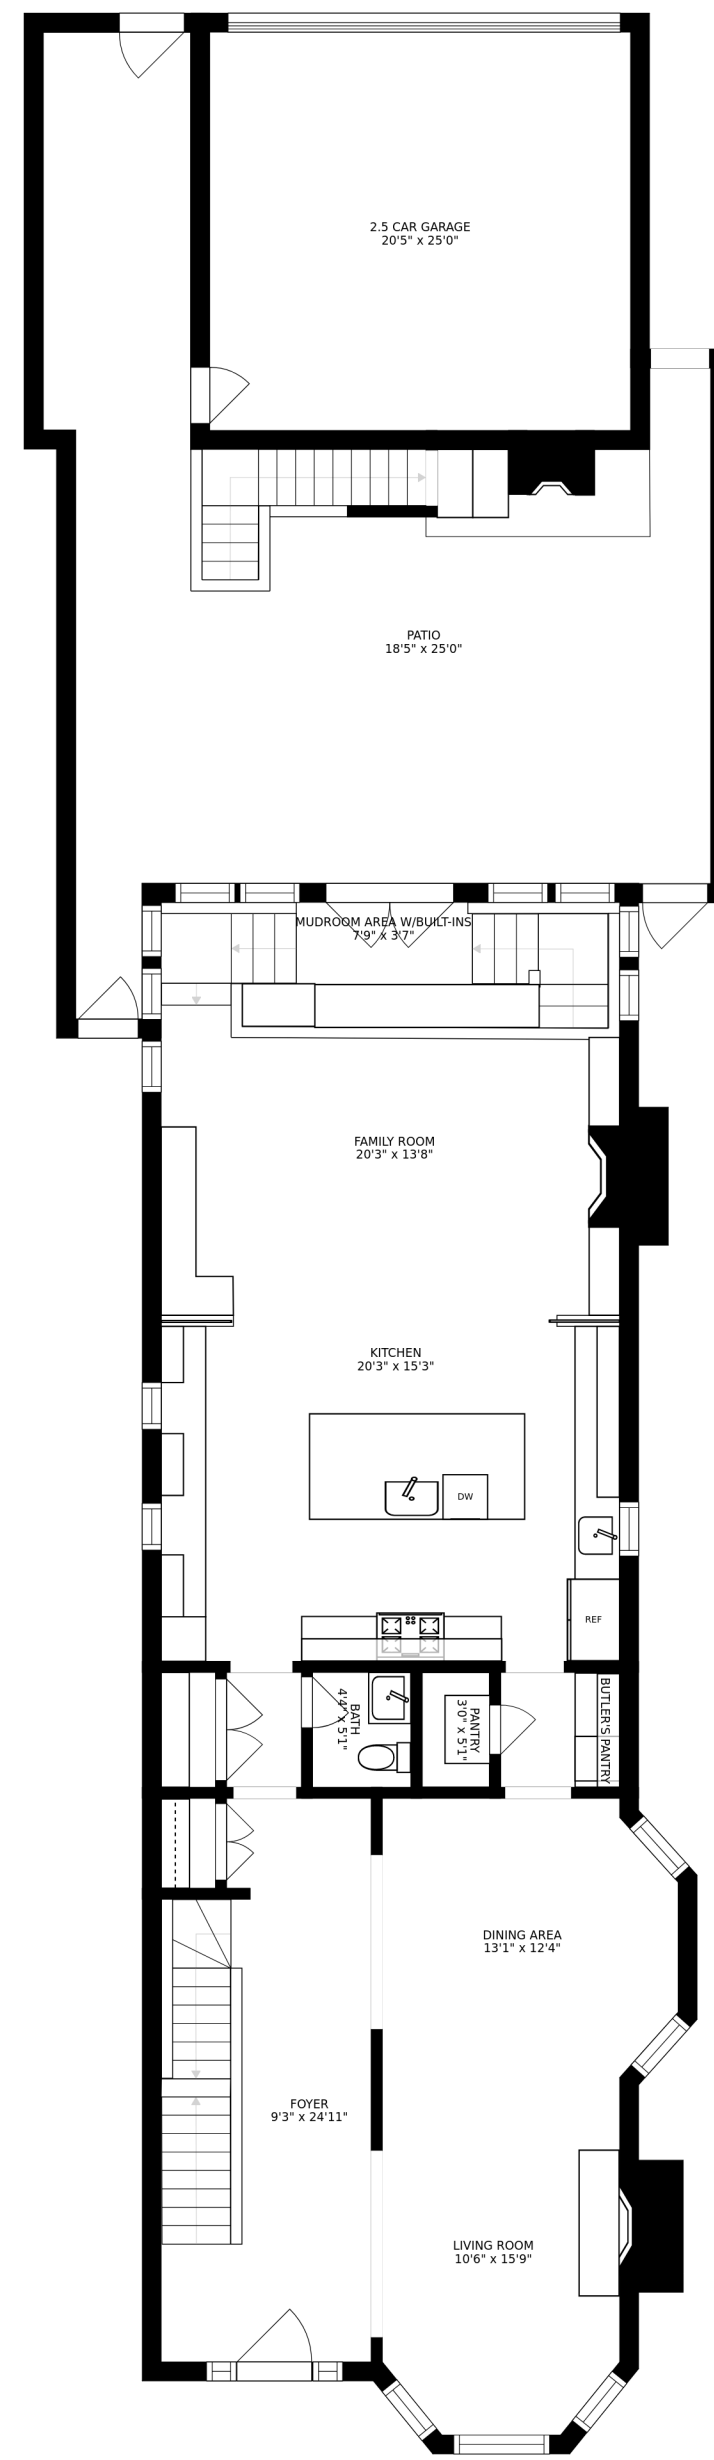 2.5 CAR GARAGE
20'5" x 25'0"
PATIO
18'5" x 25'0"
MUDROOM AREA W/BUILT-INS
7'9" x 3'7"
FAMILY ROOM
20'3" x 13'8"
KITCHEN
20'3" x 15'3"
DW
REF
BATH
4'4" x 5'1"
PANTRY
3'0" x 5'1"
BUTLER'S PANTRY
DINING AREA
13'1" x 12'4"
FOYER
9'3" x 24'11"
LIVING ROOM
10'6" x 15'9"